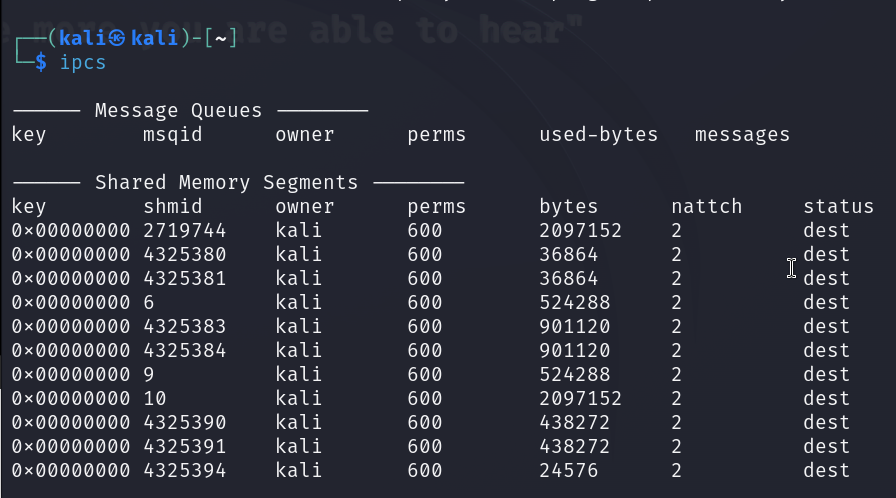 e more you are able to hear"
┌──(kali㉿kali)-[~]
└─$ ipcs
------ Message Queues --------
key msqid owner perms used-bytes messages
------ Shared Memory Segments --------
key shmid owner perms bytes nattch status
0×00000000 2719744 kali 600 2097152 2 dest
0×00000000 4325380 kali 600 36864 2 dest
0×00000000 4325381 kali 600 36864 2 dest
0×00000000 6 kali 600 524288 2 dest
0×00000000 4325383 kali 600 901120 2 dest
0×00000000 4325384 kali 600 901120 2 dest
0×00000000 9 kali 600 524288 2 dest
0×00000000 10 kali 600 2097152 2 dest
0×00000000 4325390 kali 600 438272 2 dest
0×00000000 4325391 kali 600 438272 2 dest
0×00000000 4325394 kali 600 24576 2 dest